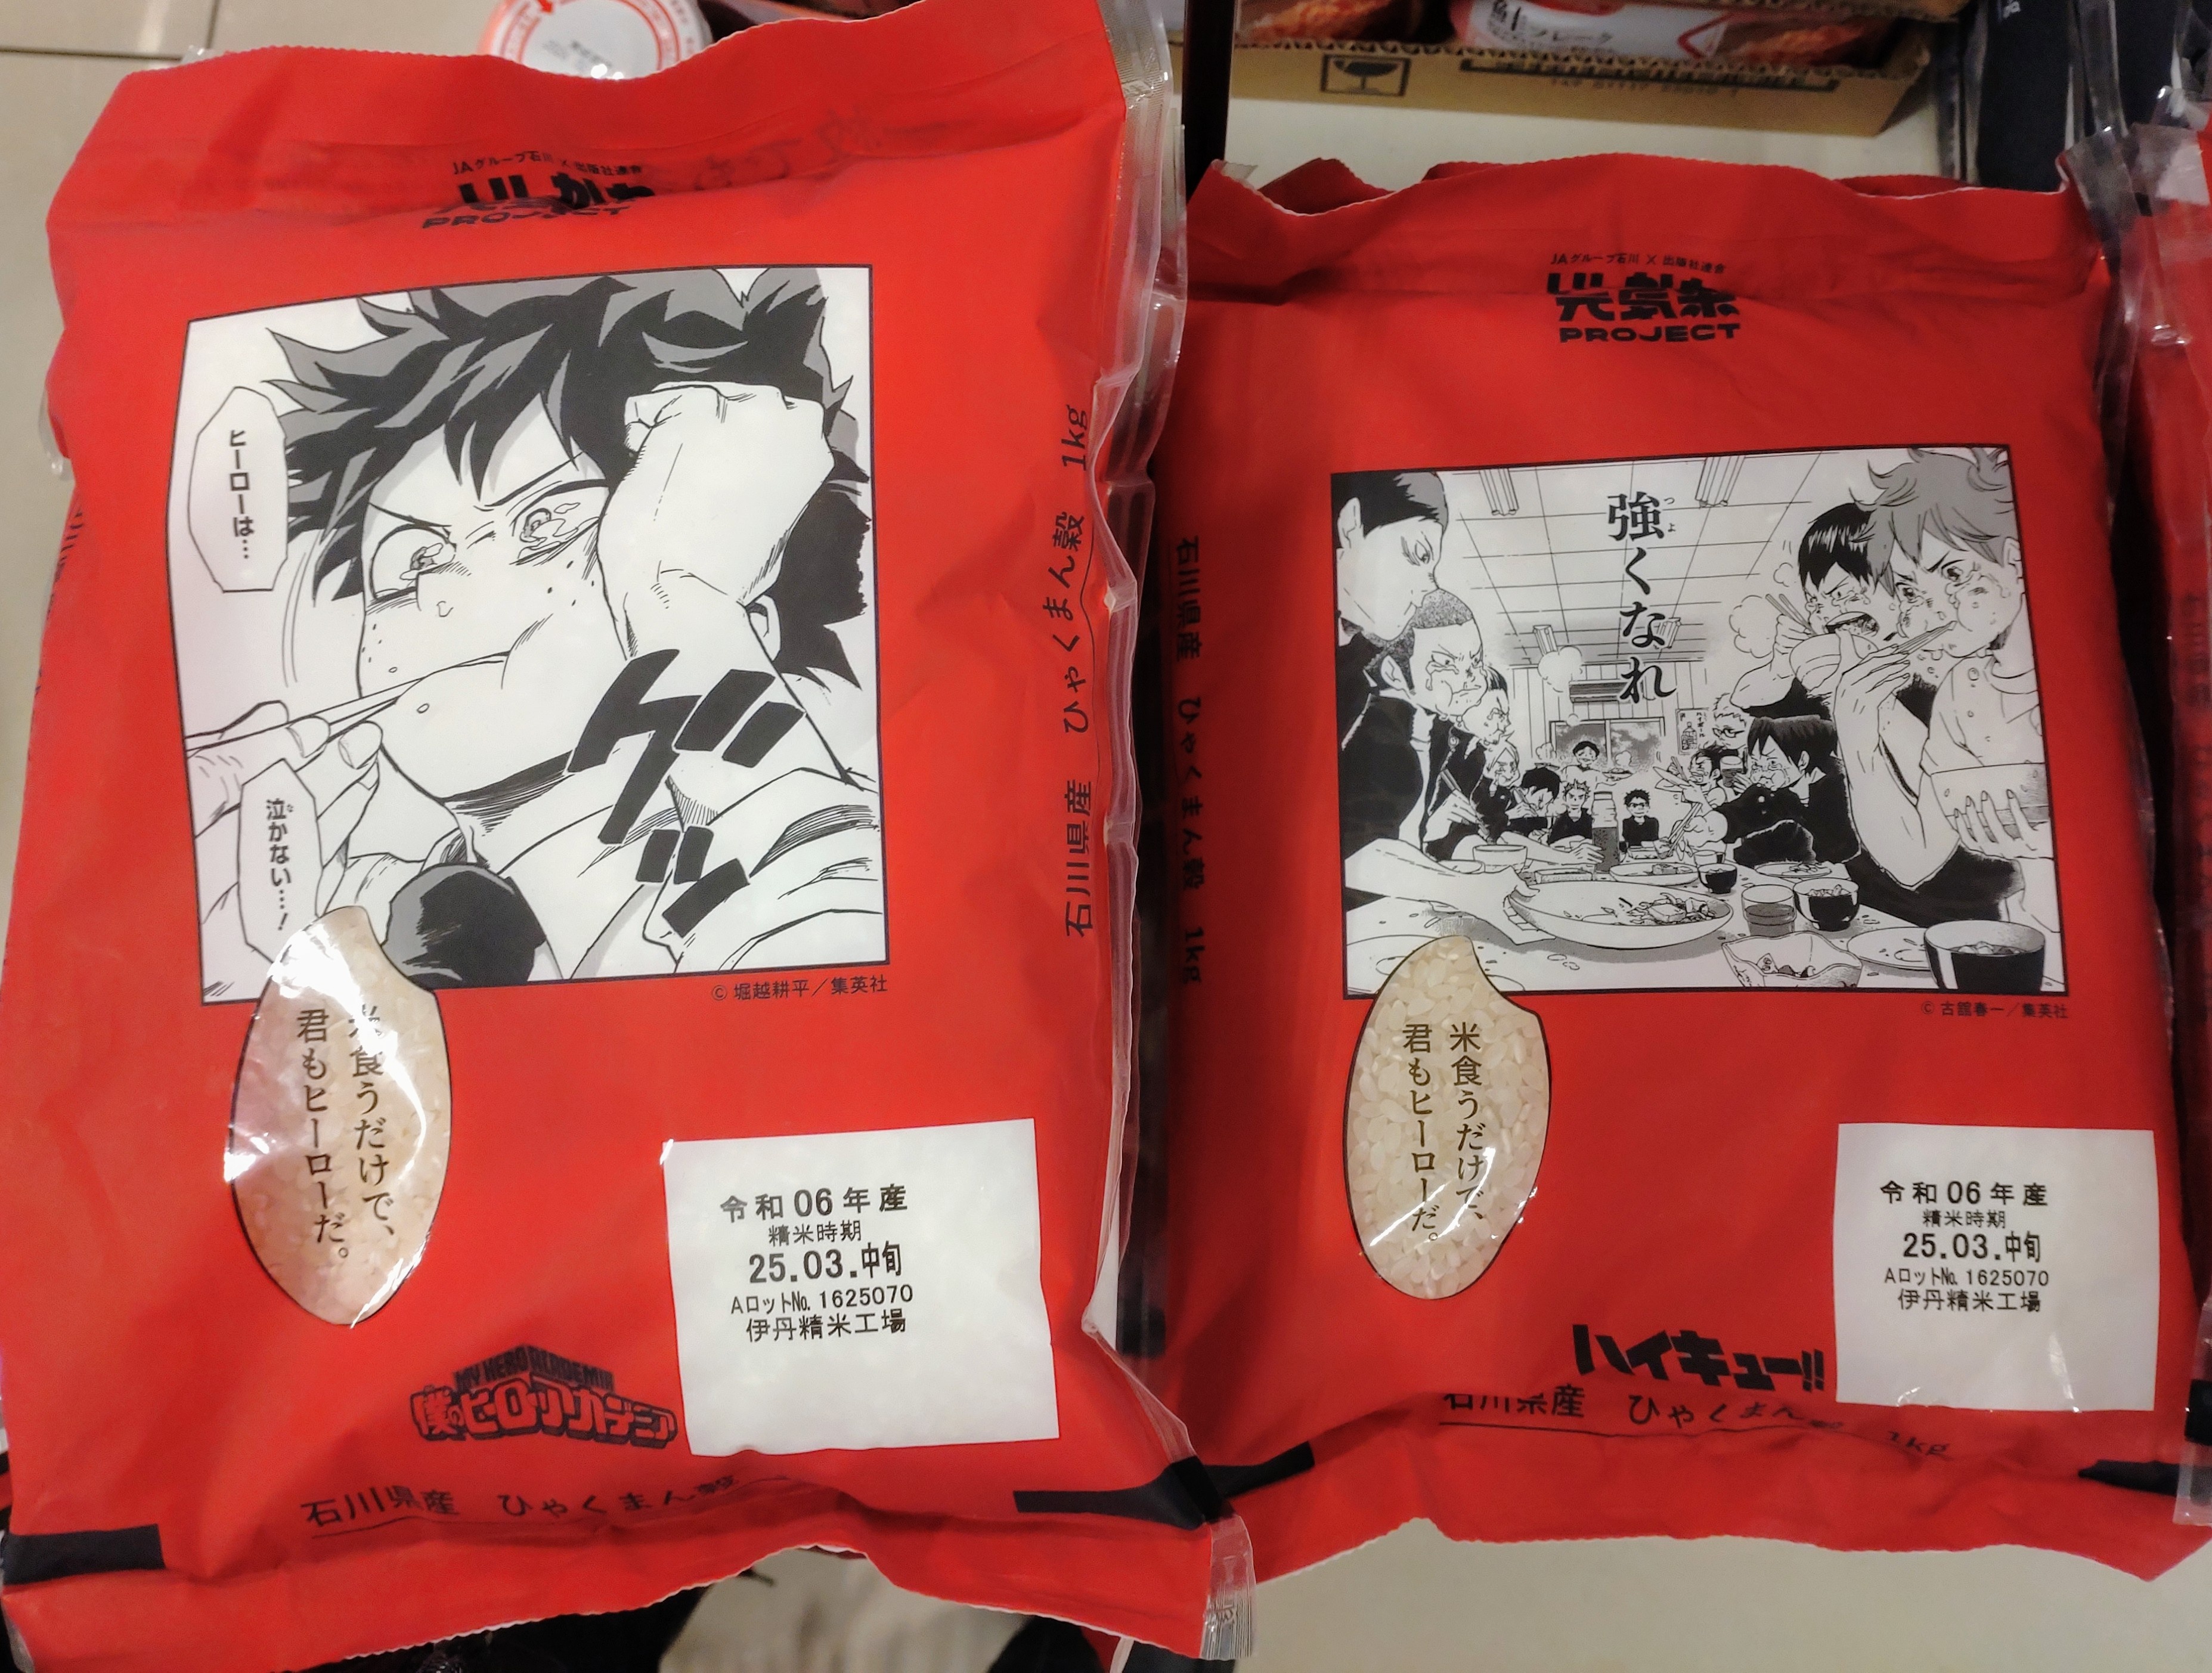 JAグループ石川×出版社連合
PROJECT
ヒーローは…
泣かない…!
な
グッ
© 堀越耕平/集英社
米食うだけで、
君もヒーローだ。
令和06年産
精米時期
25.03.中旬
AロットNo.1625070
伊丹精米工場
MY HERO ACADEMIA
僕のヒーローアカデミア
石川県産 ひゃくまん穀
石川県産 ひゃくまん穀 1kg
JAグループ石川×出版社連合
元気米
PROJECT
強くなれ
つよ
© 古舘春一/集英社
米食うだけで、
君もヒーローだ。
令和06年産
精米時期
25.03.中旬
AロットNo.1625070
伊丹精米工場
ハイキュー!!
石川県産 ひゃくまん穀 1kg
石川県産 ひゃくまん穀 1kg
フレーク